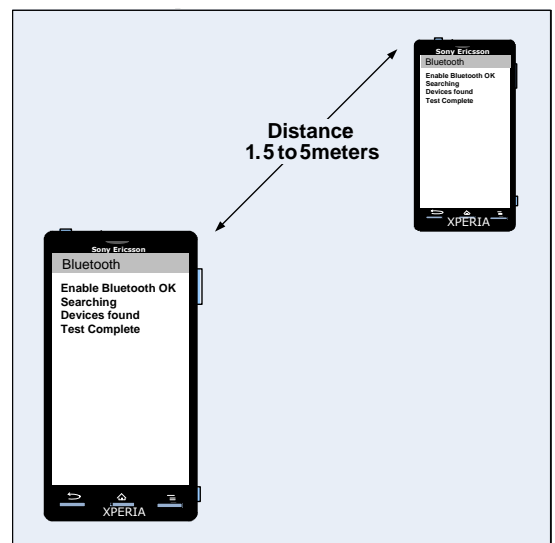 Sony Ericsson
Bluetooth
Enable Bluetooth OK
Searching
Devices found
Test Complete
XPERIA
Distance
1.5 to 5meters
Sony Ericsson
Bluetooth
Enable Bluetooth OK
Searching
Devices found
Test Complete
XPERIA